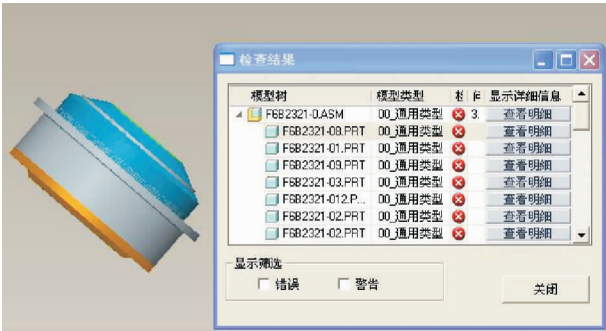 检查结果
模型树 模型类型 显示详细信息
F6B2321-0.ASM 00_通用类型 3. 查看明细
F6B2321-08.PRT 00_通用类型 查看明细
F6B2321-01.PRT 00_通用类型 查看明细
F6B2321-09.PRT 00_通用类型 查看明细
F6B2321-03.PRT 00_通用类型 查看明细
F6B2321-012.P... 00_通用类型 查看明细
F6B2321-02.PRT 00_通用类型 查看明细
F6B2321-02.PRT 00_通用类型 查看明细
显示筛选
错误 警告
关闭